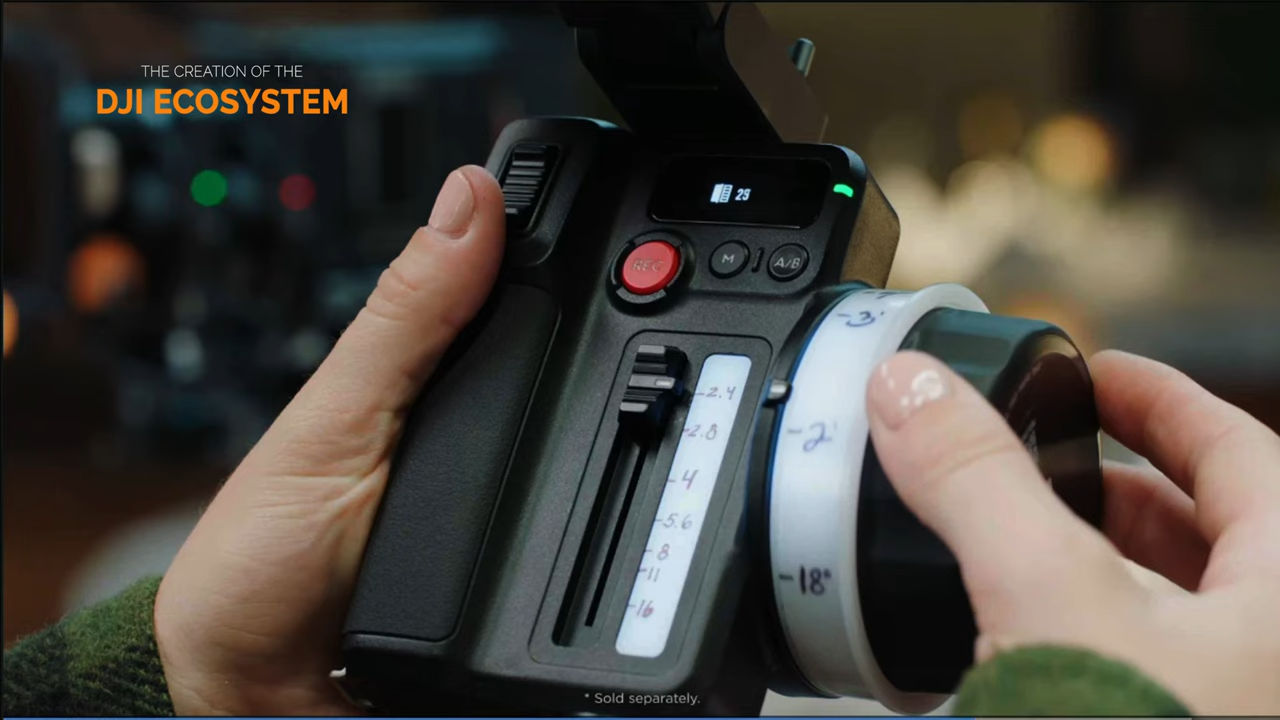 THE CREATION OF THE
DJI ECOSYSTEM
29
REC
M
A/B
-3'
-2.4
-2.8
-2'
-4
-5.6
-8
-11
-18"
-16
* Sold separately.